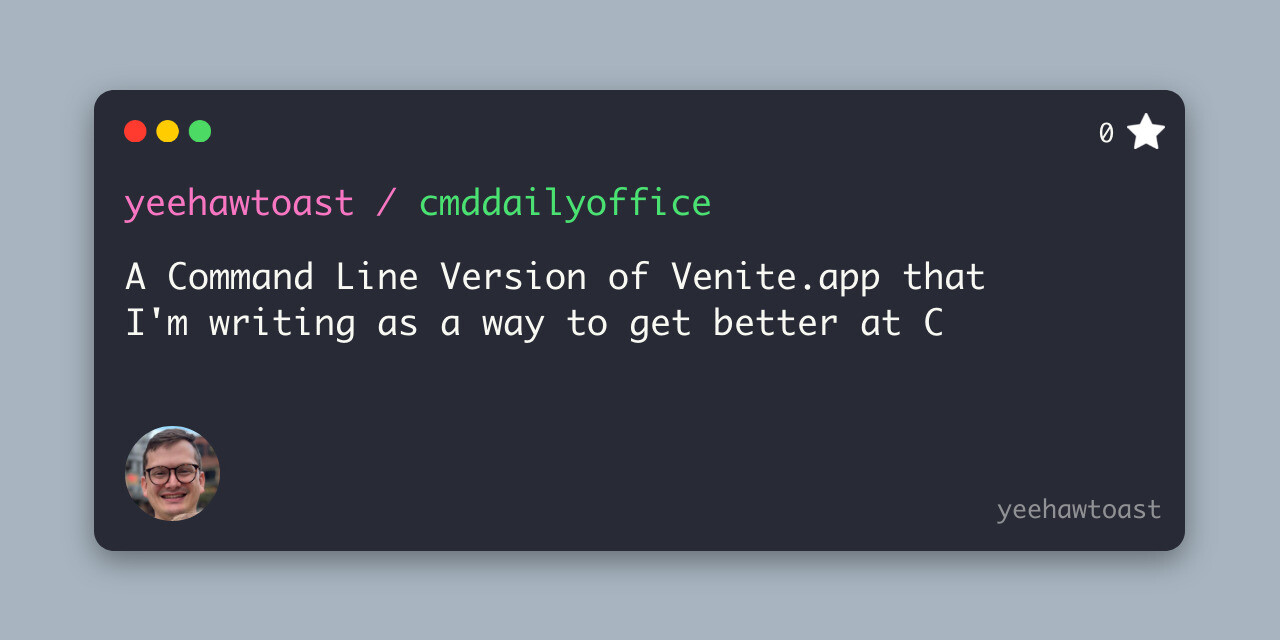 0
yeehawtoast / cmddailyoffice
A Command Line Version of Venite.app that
I'm writing as a way to get better at C
yeehawtoast